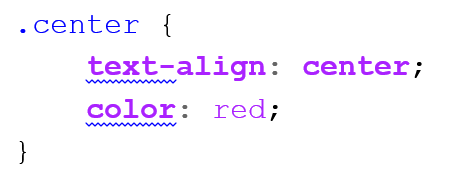 .center {
    text-align: center;
    color: red;
}